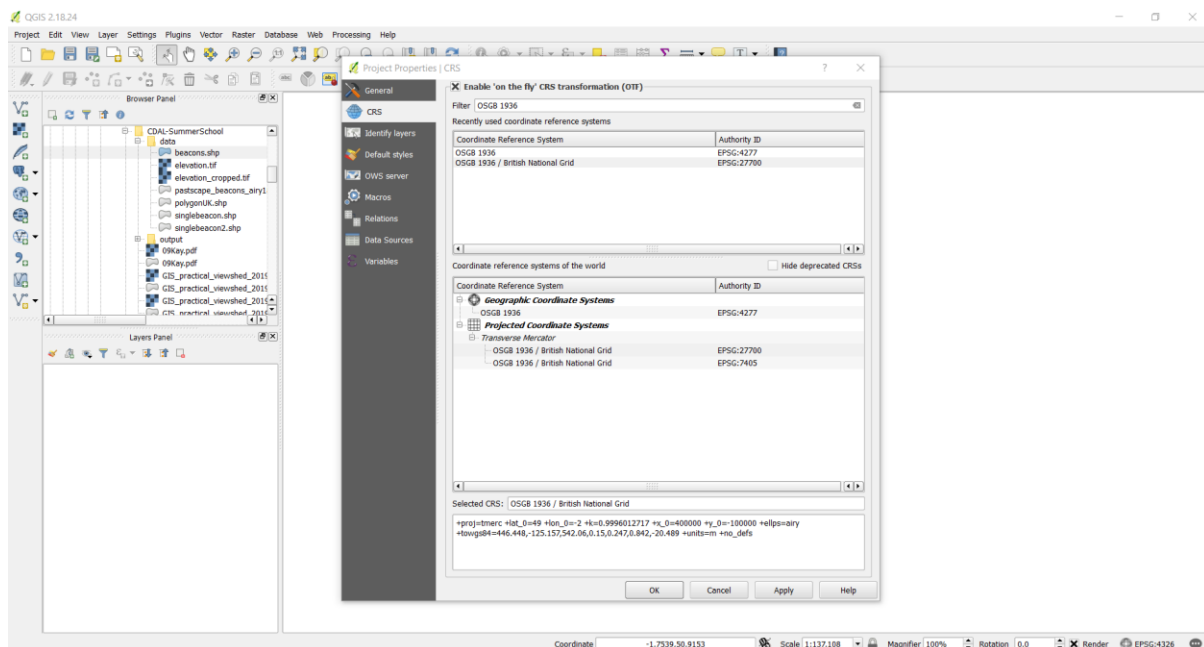 QGIS 2.18.24
Project Edit View Layer Settings Plugins Vector Raster Database Web Processing Help
Browser Panel
CDAL-SummerSchool
data
beacons.shp
elevation.tif
elevation_cropped.tif
pastscape_beacons_airy1
polygonUK.shp
singlebeacon.shp
singlebeacon2.shp
output
09Kay.pdf
09Kay.pdf
GIS_practical_viewshed_2019
GIS_practical_viewshed_2019
GIS_practical_viewshed_2019
GIS_practical_viewshed_2019
Layers Panel
Project Properties | CRS
General
CRS
Identify layers
Default styles
OWS server
Macros
Relations
Data Sources
Variables
Enable 'on the fly' CRS transformation (OTF)
Filter OSGB 1936
Recently used coordinate reference systems
Coordinate Reference System Authority ID
OSGB 1936 EPSG:4277
OSGB 1936 / British National Grid EPSG:27700
Coordinate reference systems of the world Hide deprecated CRSs
Coordinate Reference System Authority ID
Geographic Coordinate Systems
OSGB 1936 EPSG:4277
Projected Coordinate Systems
Transverse Mercator
OSGB 1936 / British National Grid EPSG:27700
OSGB 1936 / British National Grid EPSG:7405
Selected CRS: OSGB 1936 / British National Grid
+proj=tmerc +lat_0=49 +lon_0=-2 +k=0.9996012717 +x_0=400000 +y_0=-100000 +ellps=airy
+towgs84=446.448,-125.157,542.06,0.15,0.247,0.842,-20.489 +units=m +no_defs
OK Cancel Apply Help
Coordinate -1.7539,50.9153 Scale 1:137,108 Magnifier 100% Rotation 0.0 Render EPSG:4326